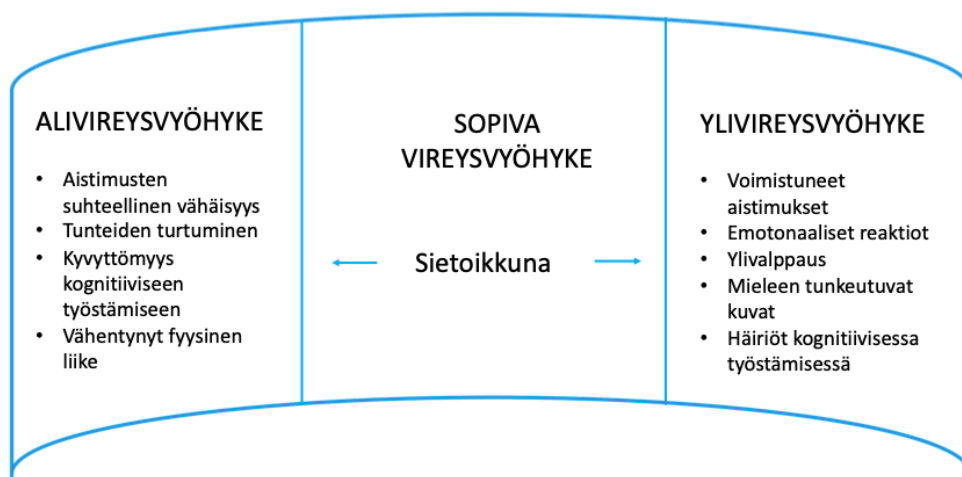 ALIVIREYSVYÖHYKE
• Aistimusten
suhteellinen vähäisyys
• Tunteiden turtuminen
• Kyvyttömyys
kognitiiviseen
työstämiseen
• Vähentynyt fyysinen
liike
SOPIVA
VIREYSVYÖHYKE
Sietoikkuna
YLIVIREYSVYÖHYKE
• Voimistuneet
aistimukset
• Emotonaaliset reaktiot
• Ylivalppaus
• Mieleen tunkeutuvat
kuvat
• Häiriöt kognitiivisessa
työstämisessä